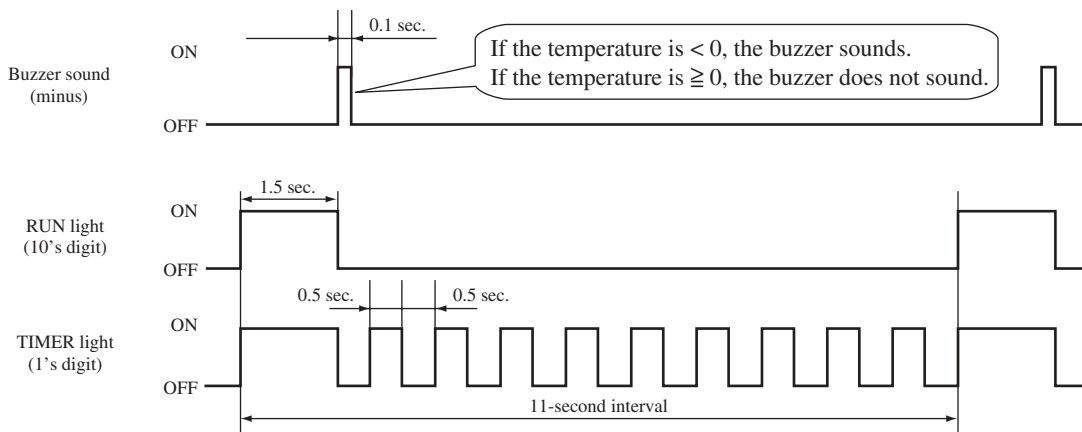 0.1 sec.
ON
If the temperature is < 0, the buzzer sounds.
If the temperature is ≧ 0, the buzzer does not sound.
Buzzer sound
(minus)
OFF
1.5 sec.
ON
RUN light
(10's digit)
OFF
0.5 sec.
0.5 sec.
ON
TIMER light
(1's digit)
OFF
11-second interval